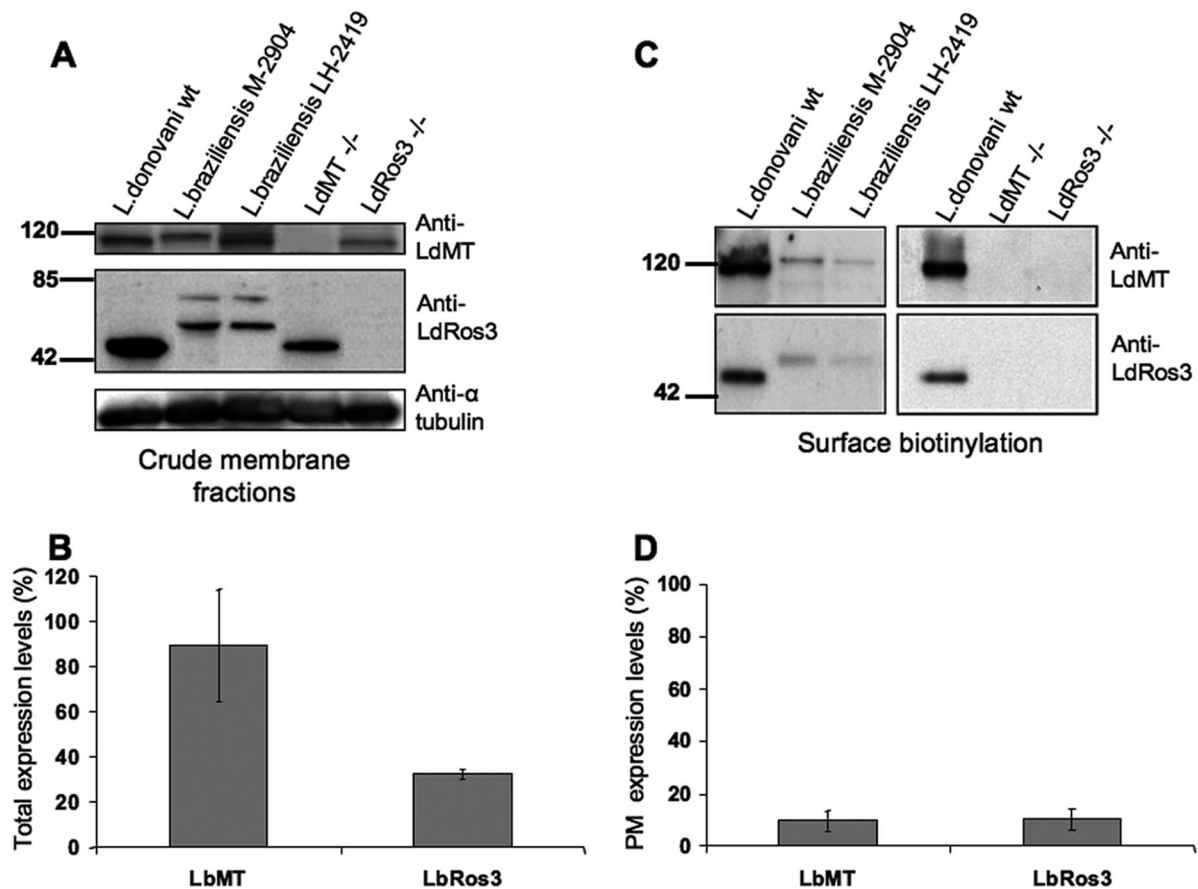 A
L.donovani wt
L.braziliensis M-2904
L.braziliensis LH-2419
LdMT -/-
LdRos3 -/-
120
Anti-
LdMT
85
Anti-
LdRos3
42
Anti-α
tubulin
Crude membrane
fractions
C
L.donovani wt
L.braziliensis M-2904
L.braziliensis LH-2419
L.donovani wt
LdMT -/-
LdRos3 -/-
120
Anti-
LdMT
Anti-
LdRos3
42
Surface biotinylation
B
Total expression levels (%)
120
100
80
60
40
20
0
LbMT
LbRos3
D
PM expression levels (%)
100
80
60
40
20
0
LbMT
LbRos3